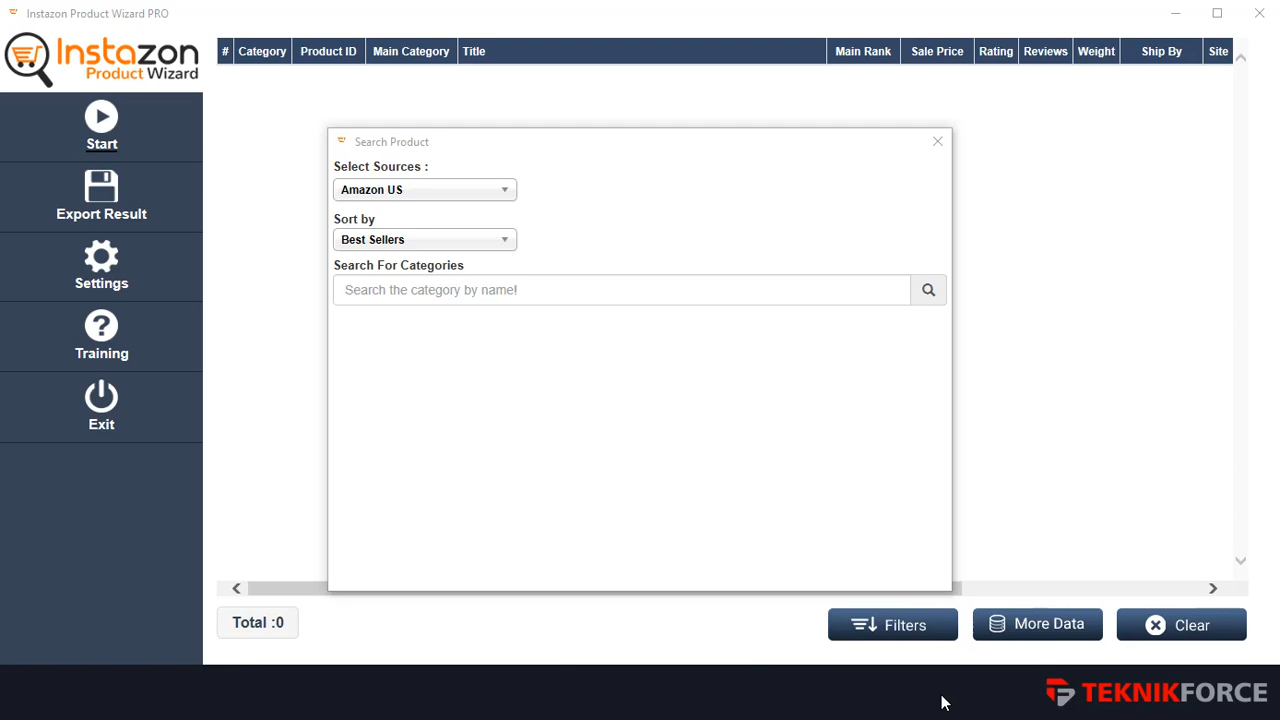 Instazon Product Wizard PRO
Instazon
Product Wizard
Start
Export Result
Settings
Training
Exit
# Category Product ID Main Category Title Main Rank Sale Price Rating Reviews Weight Ship By Site
Search Product
Select Sources :
Amazon US
Sort by
Best Sellers
Search For Categories
Search the category by name!
Total :0
Filters
More Data
Clear
TEKNIKFORCE